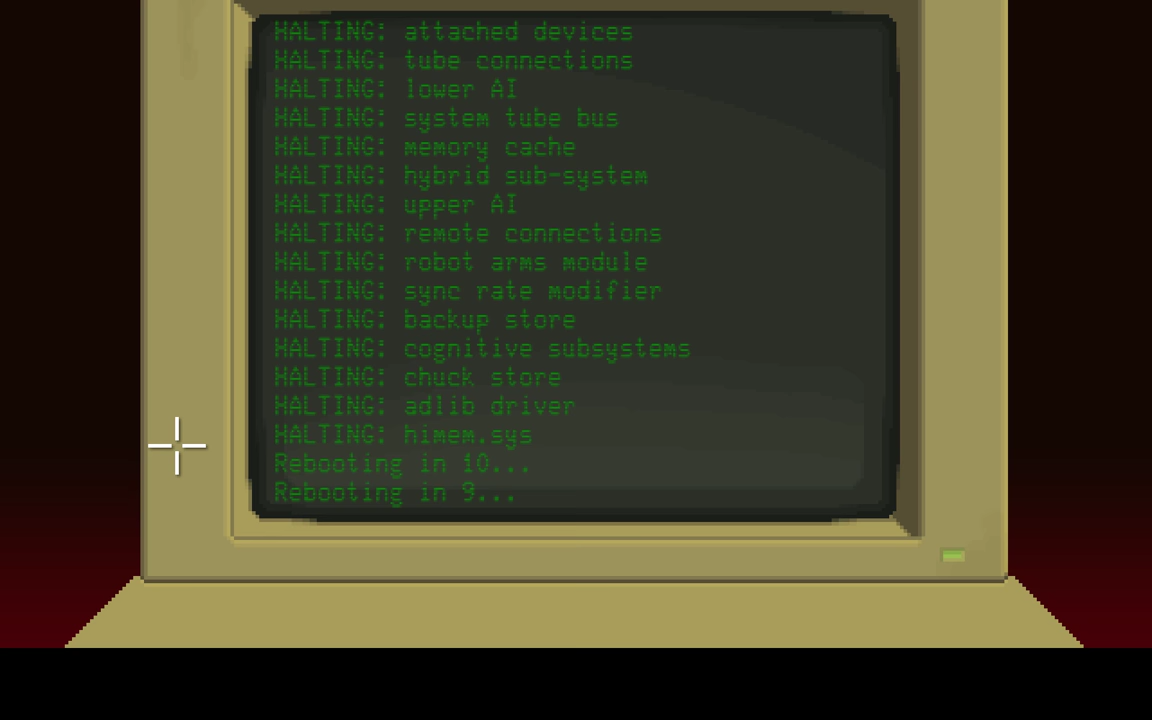 HALTING: attached devices
HALTING: tube connections
HALTING: lower AI
HALTING: system tube bus
HALTING: memory cache
HALTING: hybrid sub-system
HALTING: upper AI
HALTING: remote connections
HALTING: robot arms module
HALTING: sync rate modifier
HALTING: backup store
HALTING: cognitive subsystems
HALTING: chuck store
HALTING: adlib driver
HALTING: himem.sys
Rebooting in 10...
Rebooting in 9...